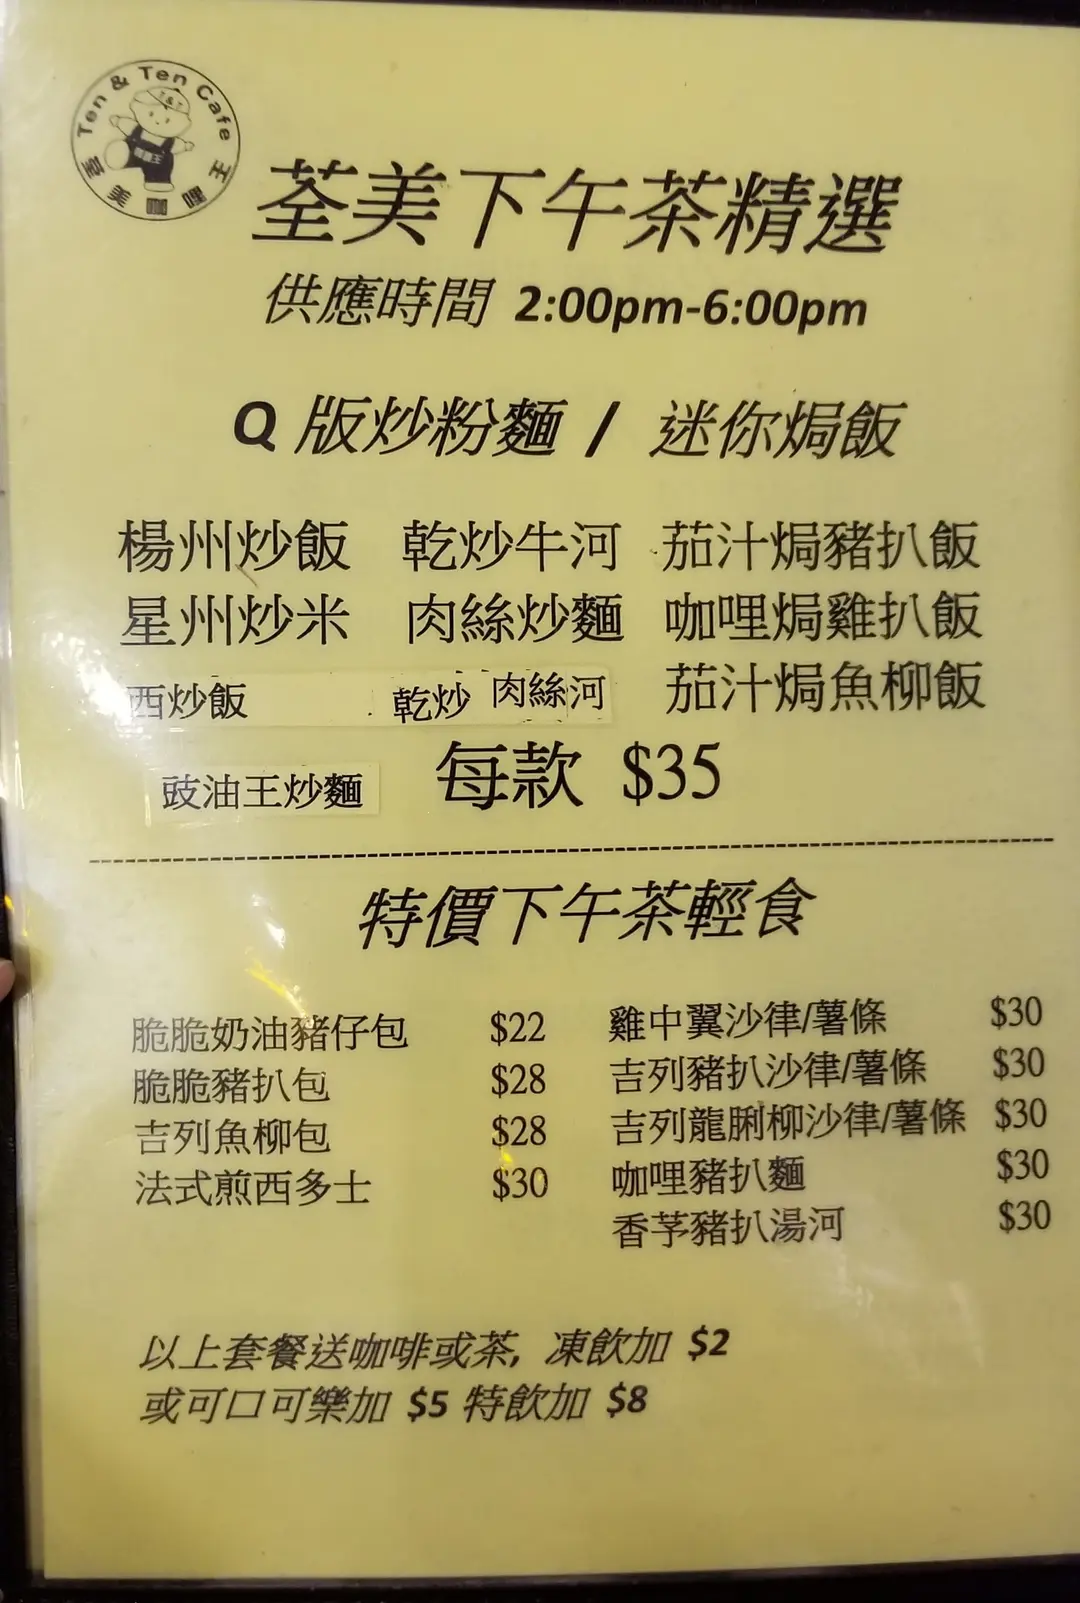 Ten & Ten Cafe
荃美下午茶精選
供應時間 2:00pm-6:00pm
Q 版炒粉麵 / 迷你焗飯
楊州炒飯 乾炒牛河 茄汁焗豬扒飯
星州炒米 肉絲炒麵 咖哩焗雞扒飯
西炒飯 乾炒 肉絲河 茄汁焗魚柳飯
豉油王炒麵 每款 $35
特價下午茶輕食
脆脆奶油豬仔包 $22 雞中翼沙律/薯條 $30
脆脆豬扒包 $28 吉列豬扒沙律/薯條 $30
吉列魚柳包 $28 吉列龍脷柳沙律/薯條 $30
法式煎西多士 $30 咖哩豬扒麵 $30
香茅豬扒湯河 $30
以上套餐送咖啡或茶, 凍飲加 $2
或可口可樂加 $5 特飲加 $8